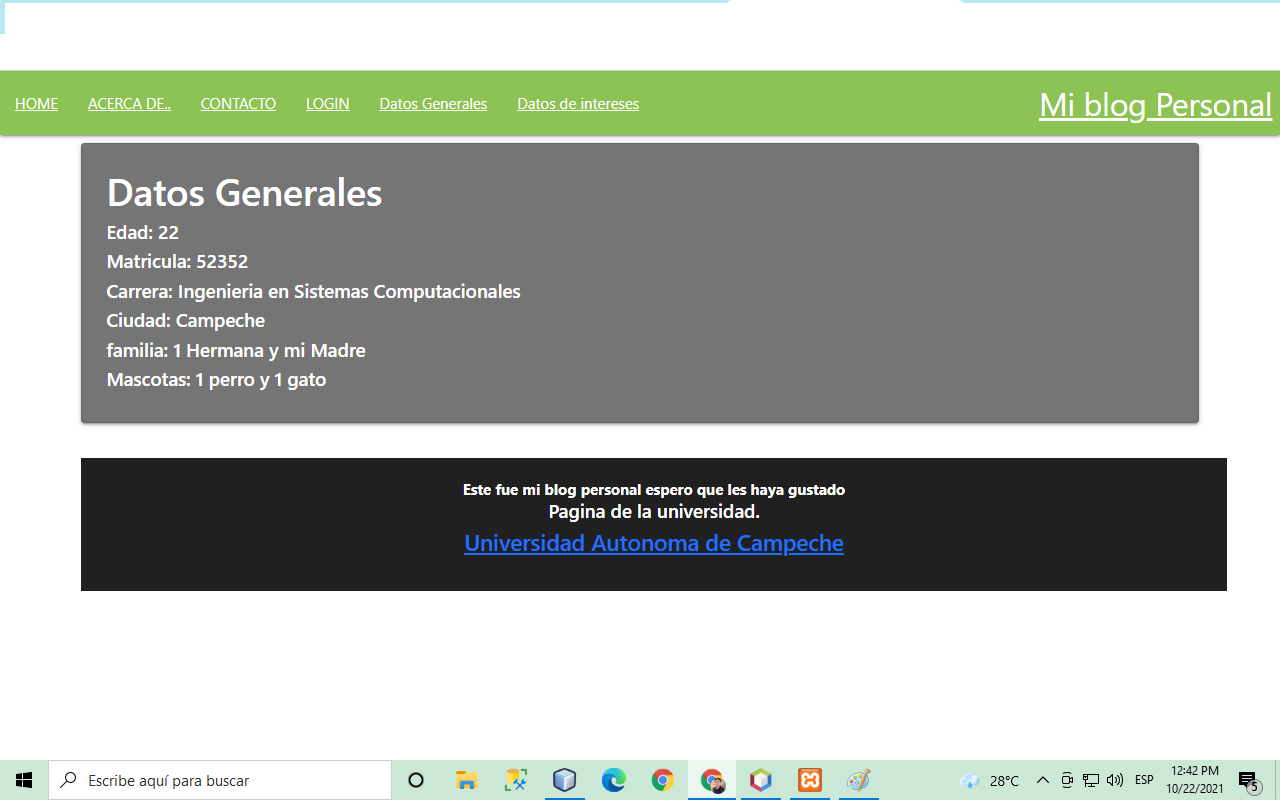 HOME ACERCA DE.. CONTACTO LOGIN Datos Generales Datos de intereses Mi blog Personal
Datos Generales
Edad: 22
Matricula: 52352
Carrera: Ingenieria en Sistemas Computacionales
Ciudad: Campeche
familia: 1 Hermana y mi Madre
Mascotas: 1 perro y 1 gato
Este fue mi blog personal espero que les haya gustado
Pagina de la universidad.
Universidad Autonoma de Campeche
Escribe aquí para buscar
28°C
ESP
12:42 PM
10/22/2021
5